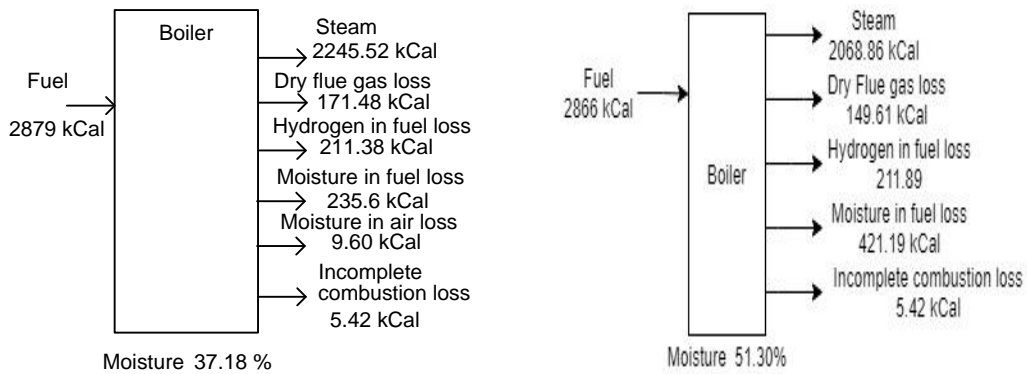 Boiler
Fuel
2879 kCal
Steam
2245.52 kCal
Dry flue gas loss
171.48 kCal
Hydrogen in fuel loss
211.38 kCal
Moisture in fuel loss
235.6 kCal
Moisture in air loss
9.60 kCal
Incomplete
combustion loss
5.42 kCal
Moisture 37.18 %
Fuel
2866 kCal
Boiler
Steam
2068.86 kCal
Dry Flue gas loss
149.61 kCal
Hydrogen in fuel loss
211.89
Moisture in fuel loss
421.19 kCal
Incomplete combustion loss
5.42 kCal
Moisture 51.30%